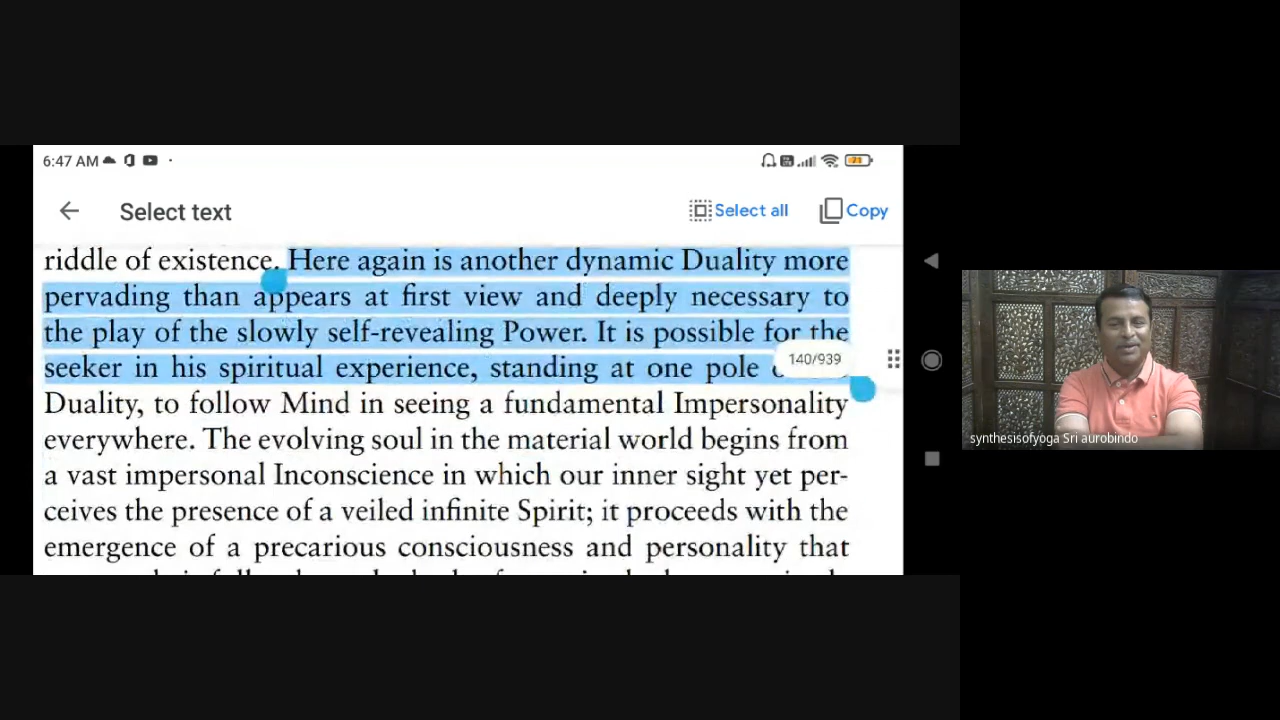 6:47 AM
Select text
Select all
Copy
riddle of existence. Here again is another dynamic Duality more
pervading than appears at first view and deeply necessary to
the play of the slowly self-revealing Power. It is possible for the
140/939
seeker in his spiritual experience, standing at one pole
Duality, to follow Mind in seeing a fundamental Impersonality
everywhere. The evolving soul in the material world begins from
a vast impersonal Inconscience in which our inner sight yet per-
ceives the presence of a veiled infinite Spirit; it proceeds with the
emergence of a precarious consciousness and personality that
synthesisofyoga Sri aurobindo